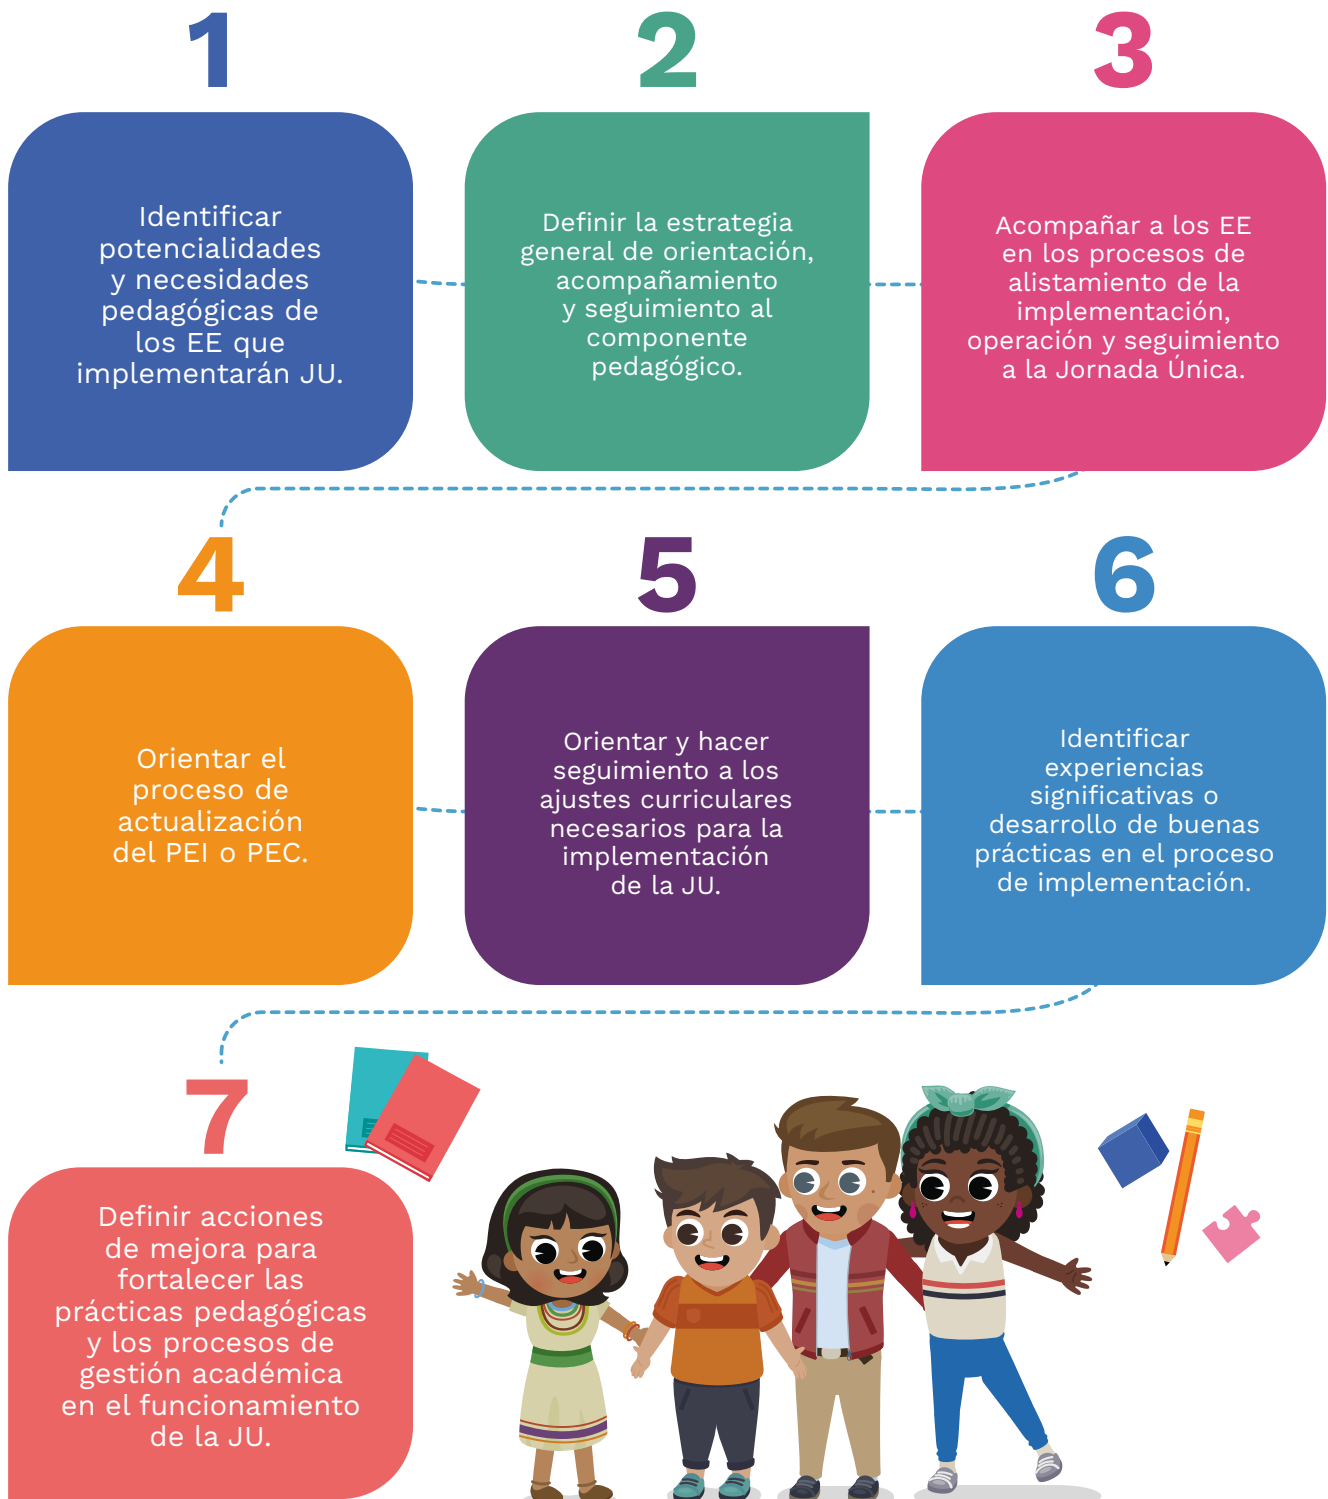 1
Identificar
potencialidades
y necesidades
pedagógicas de
los EE que
implementarán JU.
2
Definir la estrategia
general de orientación,
acompañamiento
y seguimiento al
componente
pedagógico.
3
Acompañar a los EE
en los procesos de
alistamiento de la
implementación,
operación y seguimiento
a la Jornada Única.
4
Orientar el
proceso de
actualización
del PEI o PEC.
5
Orientar y hacer
seguimiento a los
ajustes curriculares
necesarios para la
implementación
de la JU.
6
Identificar
experiencias
significativas o
desarrollo de buenas
prácticas en el proceso
de implementación.
7
Definir acciones
de mejora para
fortalecer las
prácticas pedagógicas
y los procesos de
gestión académica
en el funcionamiento
de la JU.